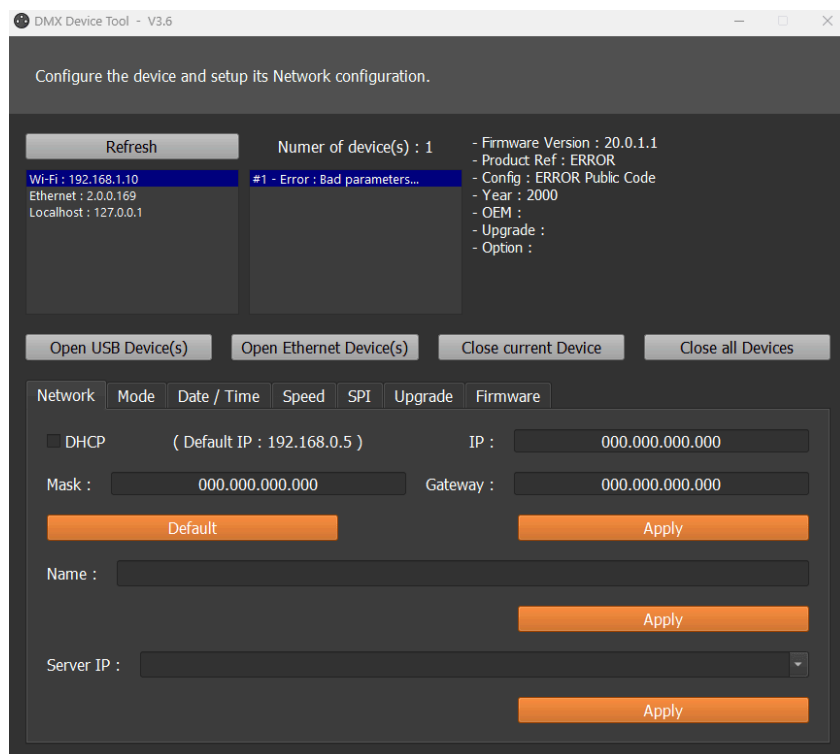 DMX Device Tool - V3.6
Configure the device and setup its Network configuration.
Refresh
Numer of device(s) : 1
Wi-Fi : 192.168.1.10
Ethernet : 2.0.0.169
Localhost : 127.0.0.1
#1 - Error : Bad parameters...
- Firmware Version : 20.0.1.1
- Product Ref : ERROR
- Config : ERROR Public Code
- Year : 2000
- OEM :
- Upgrade :
- Option :
Open USB Device(s) Open Ethernet Device(s) Close current Device Close all Devices
Network Mode Date / Time Speed SPI Upgrade Firmware
DHCP ( Default IP : 192.168.0.5 ) IP : 000.000.000.000
Mask : 000.000.000.000 Gateway : 000.000.000.000
Default Apply
Name :
Apply
Server IP :
Apply